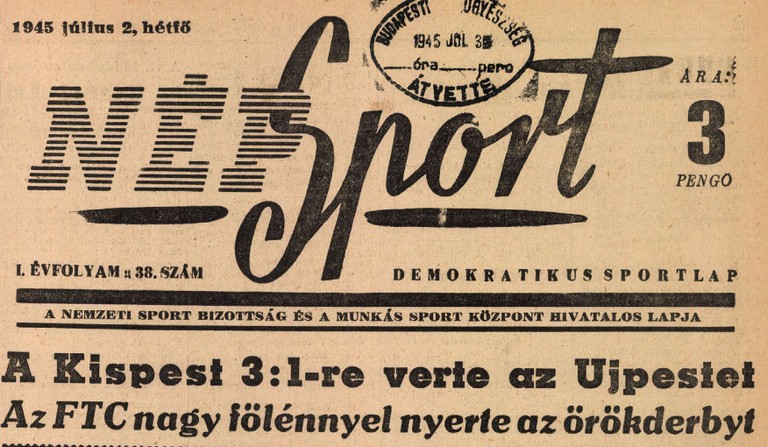 1945 július 2, hétfő
BUDAPESTI ÜGYÉSZSÉG
1945 JUL 3
óra perc
ÁTVETTE
NÉP Sport
ÁRA:
3
PENGŐ
I. ÉVFOLYAM :: 38. SZÁM
DEMOKRATIKUS SPORTLAP
A NEMZETI SPORT BIZOTTSÁG ÉS A MUNKÁS SPORT KÖZPONT HIVATALOS LAPJA
A Kispest 3:1-re verte az Ujpestet
Az FTC nagy fölénnyel nyerte az örökderbyt